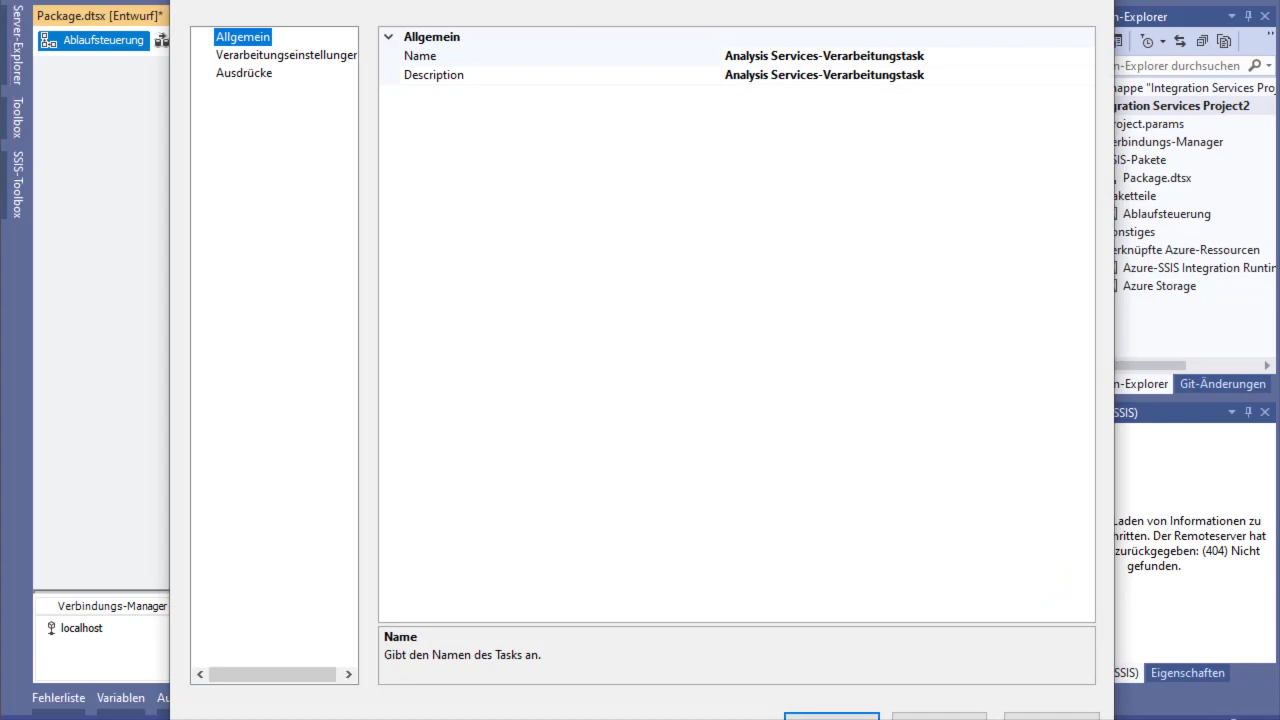 Server-Explorer
Toolbox
SSIS-Toolbox
Package.dtsx [Entwurf]*
Ablaufsteuerung
Verbindungs-Manager
localhost
Fehlerliste
Variablen
Allgemein
Verarbeitungseinstellungen
Ausdrücke
Allgemein
Name Analysis Services-Verarbeitungstask
Description Analysis Services-Verarbeitungstask
Name
Gibt den Namen des Tasks an.
n-Explorer
n-Explorer durchsuchen
nappe "Integration Services Proj
gration Services Project2
roject.params
erbindungs-Manager
SIS-Pakete
Package.dtsx
aketteile
Ablaufsteuerung
onstiges
erknüpfte Azure-Ressourcen
Azure-SSIS Integration Runtin
Azure Storage
n-Explorer
Git-Änderungen
SSIS)
Laden von Informationen zu
hritten. Der Remoteserver hat
zurückgegeben: (404) Nicht
gefunden.
SSIS)
Eigenschaften